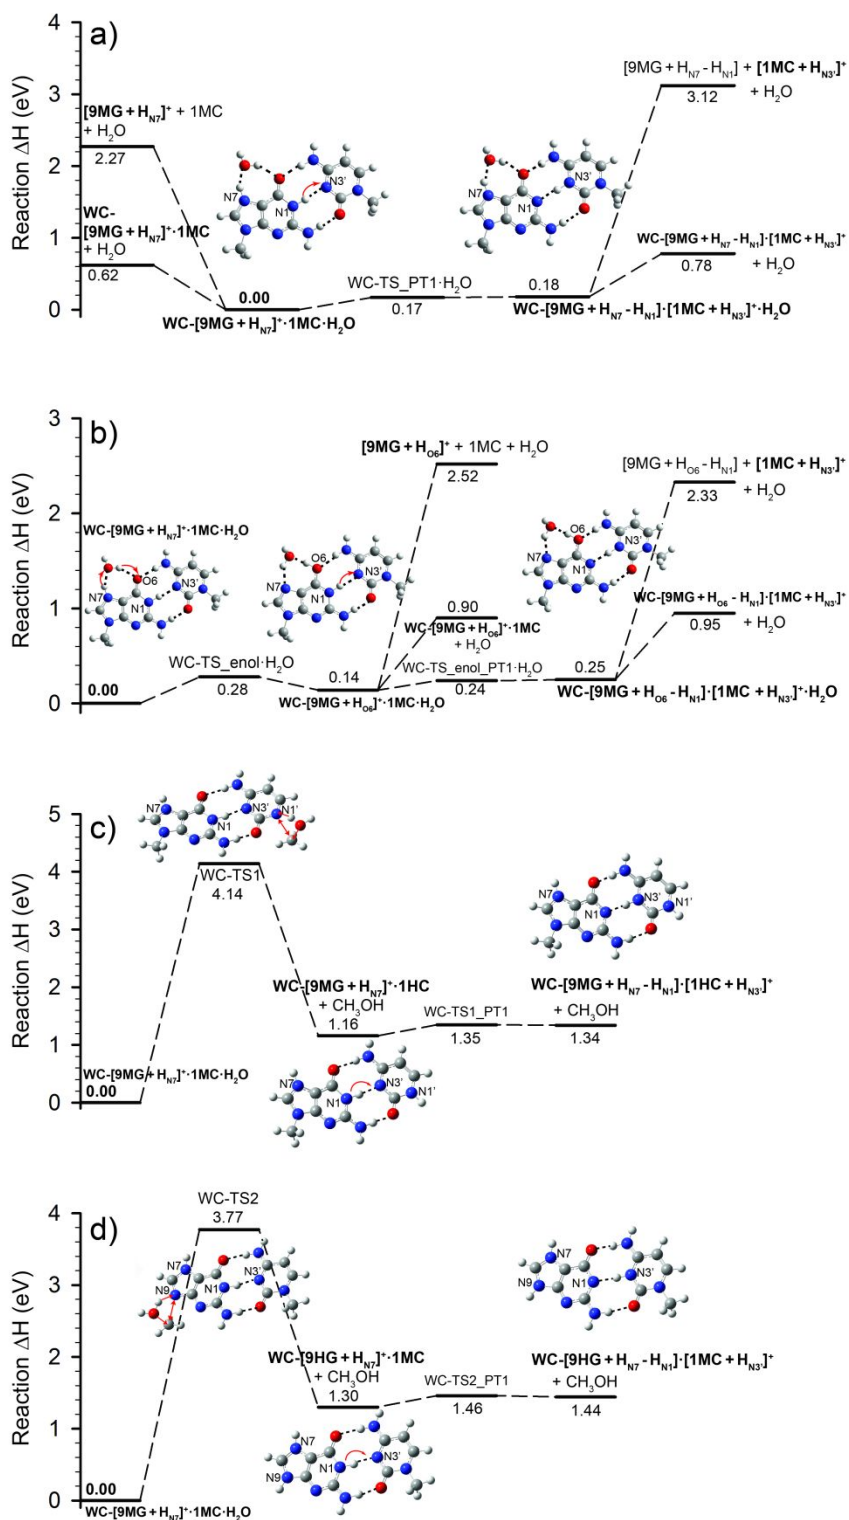 a)
Reaction ΔH (eV)
4
3
2
1
0
[9MG + H_N7]⁺ + 1MC
+ H₂O
2.27
WC-
[9MG+H_N7]⁺·1MC
+ H₂O
0.62
N7
N1
N3'
0.00
WC-[9MG+H_N7]⁺·1MC·H₂O
WC-TS_PT1·H₂O
0.17
N7
N1
N3'
0.18
WC-[9MG+H_N7-H_N1]·[1MC+H_N3']⁺·H₂O
[9MG+H_N7-H_N1] + [1MC+H_N3']⁺
3.12 + H₂O
WC-[9MG+H_N7-H_N1]·[1MC+H_N3']⁺
0.78 + H₂O
b)
Reaction ΔH (eV)
3
2
1
0
WC-[9MG+H_N7]⁺·1MC·H₂O
N7
O6
N1
N3'
0.00
WC-TS_enol·H₂O
0.28
N7
O6
N1
N3'
0.14
WC-[9MG+H_O6]⁺·1MC·H₂O
[9MG+H_O6]⁺ + 1MC + H₂O
2.52
0.90
WC-[9MG+H_O6]⁺·1MC
+ H₂O
WC-TS_enol_PT1·H₂O
0.24
N7
O6
N1
N3'
0.25
WC-[9MG+H_O6-H_N1]·[1MC+H_N3']⁺·H₂O
[9MG+H_O6-H_N1] + [1MC+H_N3']⁺
2.33 + H₂O
WC-[9MG+H_O6-H_N1]·[1MC+H_N3']⁺
0.95 + H₂O
c)
Reaction ΔH (eV)
5
4
3
2
1
0
WC-[9MG+H_N7]⁺·1MC·H₂O
0.00
N7
N1
N3'
N1'
WC-TS1
4.14
WC-[9MG+H_N7]⁺·1HC
+ CH₃OH
1.16
N7
N1
N3'
N1'
WC-TS1_PT1
1.35
N7
N1
N3'
N1'
WC-[9MG+H_N7-H_N1]·[1HC+H_N3']⁺
+ CH₃OH
1.34
d)
Reaction ΔH (eV)
4
3
2
1
0
WC-TS2
3.77
N7
N9
N1
N3'
0.00
WC-[9MG+H_N7]⁺·1MC·H₂O
WC-[9HG+H_N7]⁺·1MC
+ CH₃OH
1.30
N7
N9
N1
N3'
WC-TS2_PT1
1.46
N7
N9
N1
N3'
WC-[9HG+H_N7-H_N1]·[1MC+H_N3']⁺
+ CH₃OH
1.44